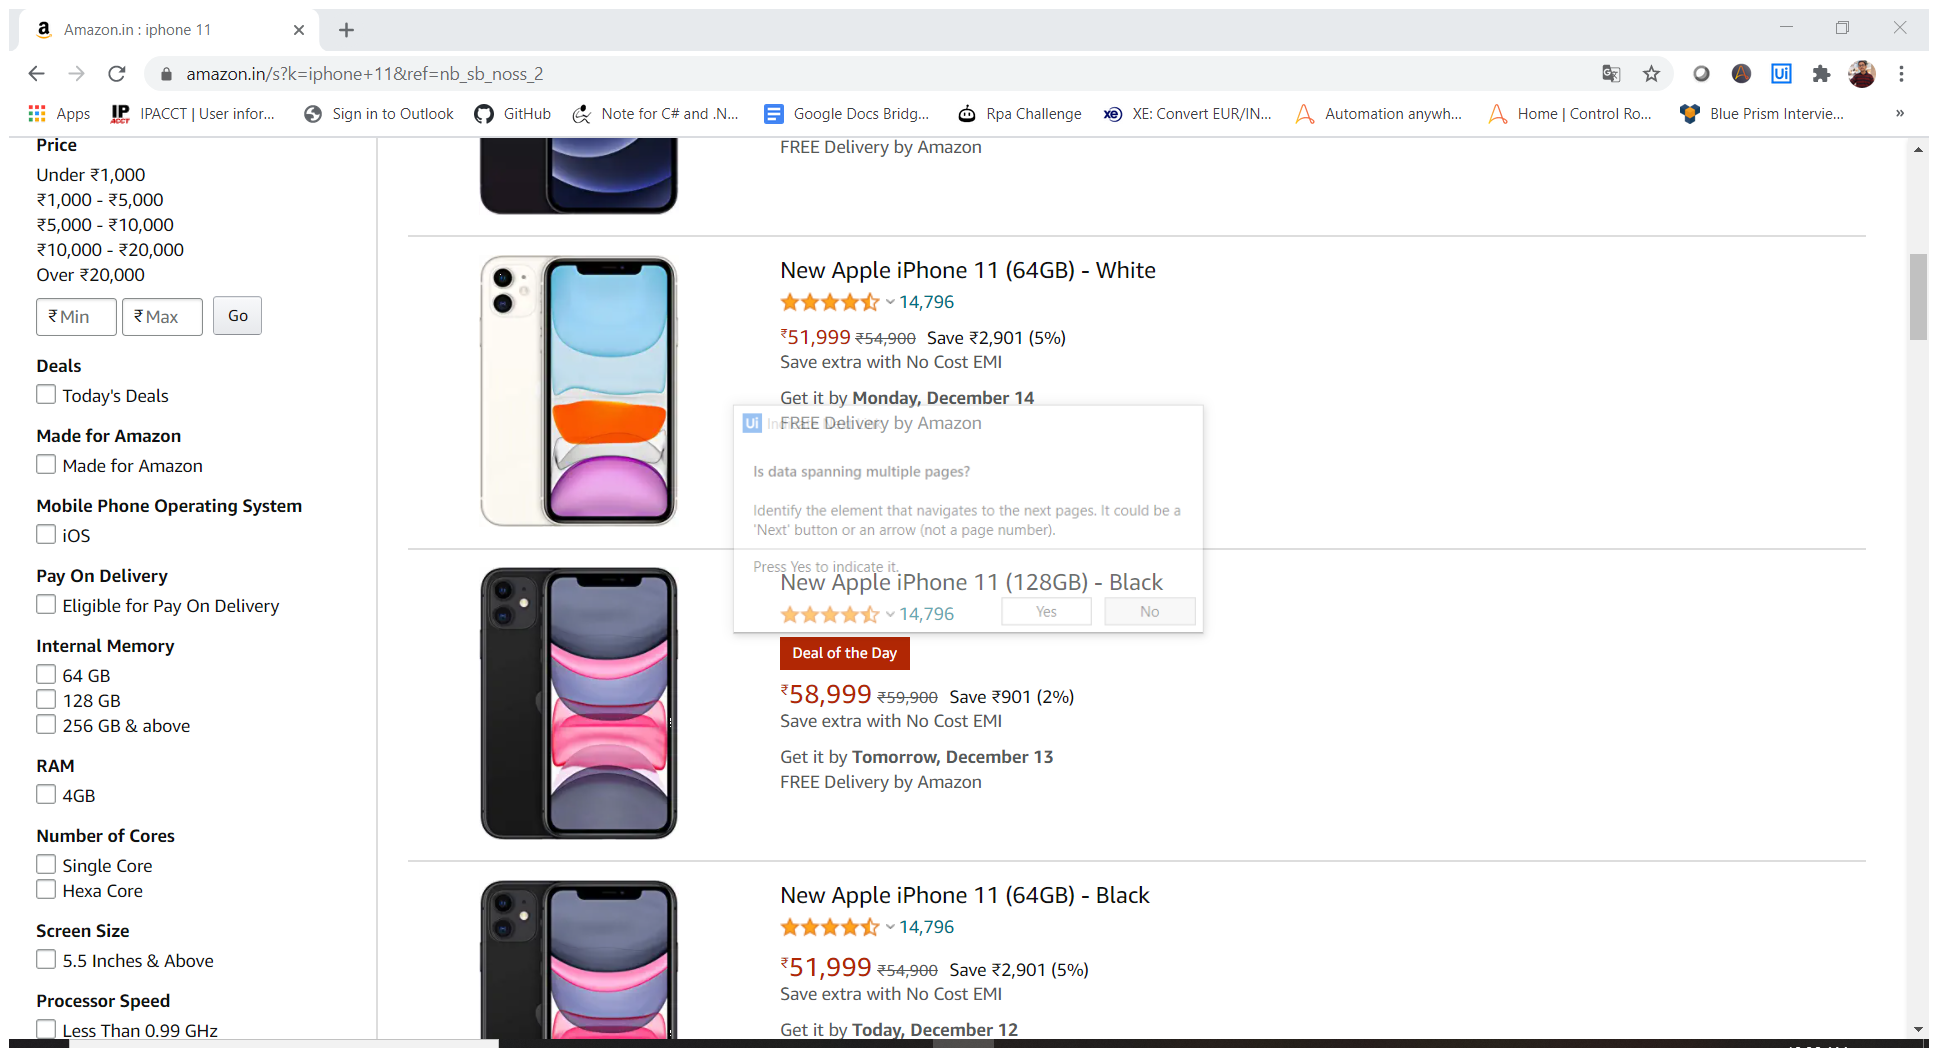 Amazon.in : iphone 11
amazon.in/s?k=iphone+11&ref=nb_sb_noss_2
Apps
IPACCT | User infor...
Sign in to Outlook
GitHub
Note for C# and .N...
Google Docs Bridg...
Rpa Challenge
XE: Convert EUR/IN...
Automation anywh...
Home | Control Ro...
Blue Prism Intervie...
»
Price
Under ₹1,000
₹1,000 - ₹5,000
₹5,000 - ₹10,000
₹10,000 - ₹20,000
Over ₹20,000
₹ Min ₹ Max Go
Deals
Today's Deals
Made for Amazon
Made for Amazon
Mobile Phone Operating System
iOS
Pay On Delivery
Eligible for Pay On Delivery
Internal Memory
64 GB
128 GB
256 GB & above
RAM
4GB
Number of Cores
Single Core
Hexa Core
Screen Size
5.5 Inches & Above
Processor Speed
Less Than 0.99 GHz
FREE Delivery by Amazon
New Apple iPhone 11 (64GB) - White
14,796
₹51,999 ₹54,900 Save ₹2,901 (5%)
Save extra with No Cost EMI
Get it by Monday, December 14
FREE Delivery by Amazon
Ui
Is data spanning multiple pages?
Identify the element that navigates to the next pages. It could be a
'Next' button or an arrow (not a page number).
Press Yes to indicate it.
Yes No
New Apple iPhone 11 (128GB) - Black
14,796
Deal of the Day
₹58,999 ₹59,900 Save ₹901 (2%)
Save extra with No Cost EMI
Get it by Tomorrow, December 13
FREE Delivery by Amazon
New Apple iPhone 11 (64GB) - Black
14,796
₹51,999 ₹54,900 Save ₹2,901 (5%)
Save extra with No Cost EMI
Get it by Today, December 12